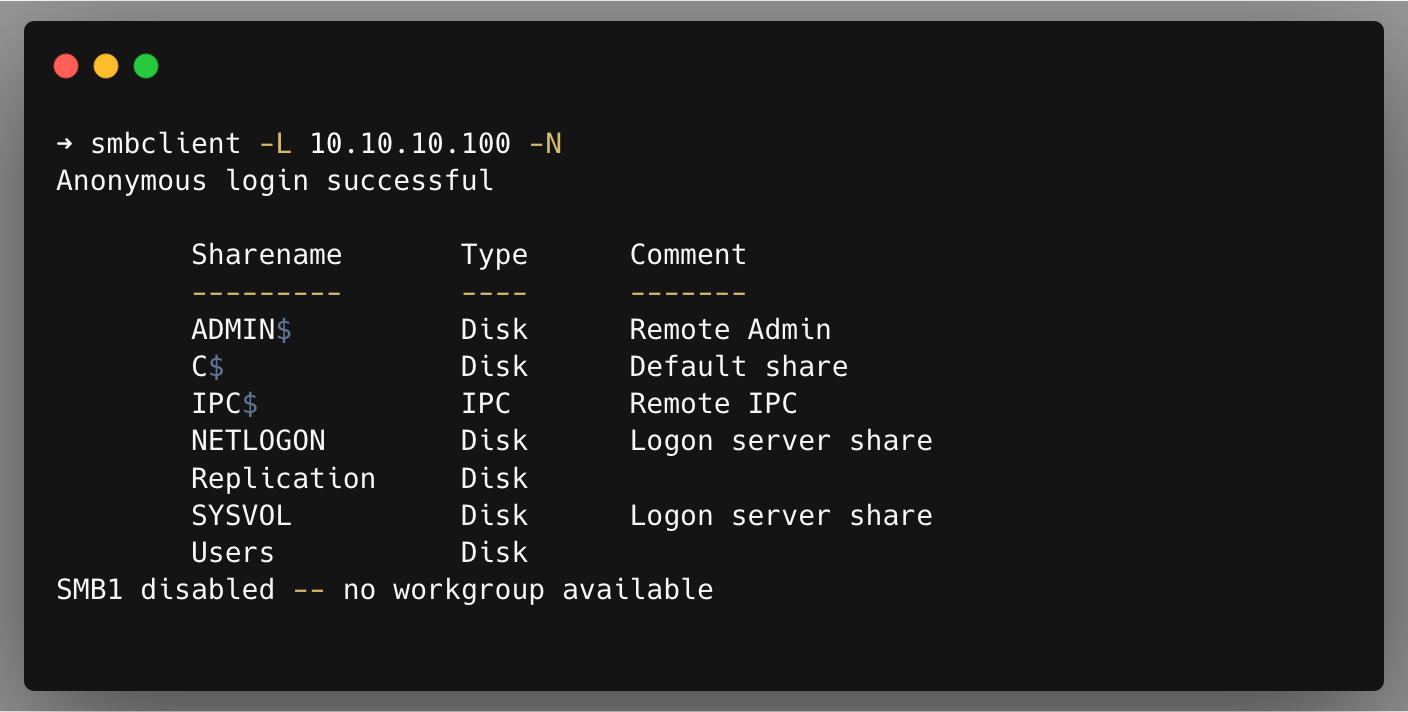 ➜ smbclient -L 10.10.10.100 -N
Anonymous login successful
Sharename Type Comment
--------- ---- -------
ADMIN$ Disk Remote Admin
C$ Disk Default share
IPC$ IPC Remote IPC
NETLOGON Disk Logon server share
Replication Disk
SYSVOL Disk Logon server share
Users Disk
SMB1 disabled -- no workgroup available